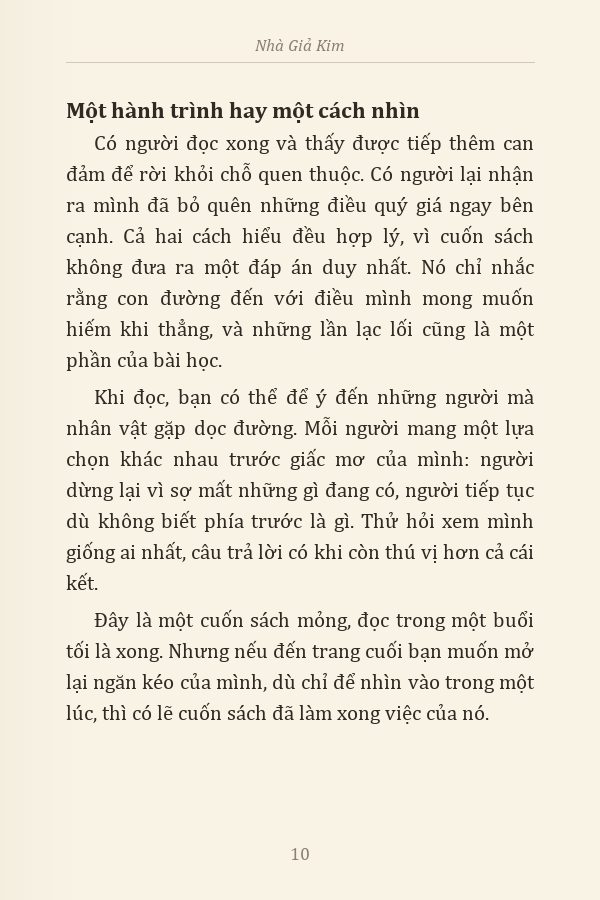 Nhà Giả Kim
Một hành trình hay một cách nhìn
Có người đọc xong và thấy được tiếp thêm can
đảm để rời khỏi chỗ quen thuộc. Có người lại nhận
ra mình đã bỏ quên những điều quý giá ngay bên
cạnh. Cả hai cách hiểu đều hợp lý, vì cuốn sách
không đưa ra một đáp án duy nhất. Nó chỉ nhắc
rằng con đường đến với điều mình mong muốn
hiếm khi thẳng, và những lần lạc lối cũng là một
phần của bài học.
Khi đọc, bạn có thể để ý đến những người mà
nhân vật gặp dọc đường. Mỗi người mang một lựa
chọn khác nhau trước giấc mơ của mình: người
dừng lại vì sợ mất những gì đang có, người tiếp tục
dù không biết phía trước là gì. Thử hỏi xem mình
giống ai nhất, câu trả lời có khi còn thú vị hơn cả cái
kết.
Đây là một cuốn sách mỏng, đọc trong một buổi
tối là xong. Nhưng nếu đến trang cuối bạn muốn mở
lại ngăn kéo của mình, dù chỉ để nhìn vào trong một
lúc, thì có lẽ cuốn sách đã làm xong việc của nó.
10